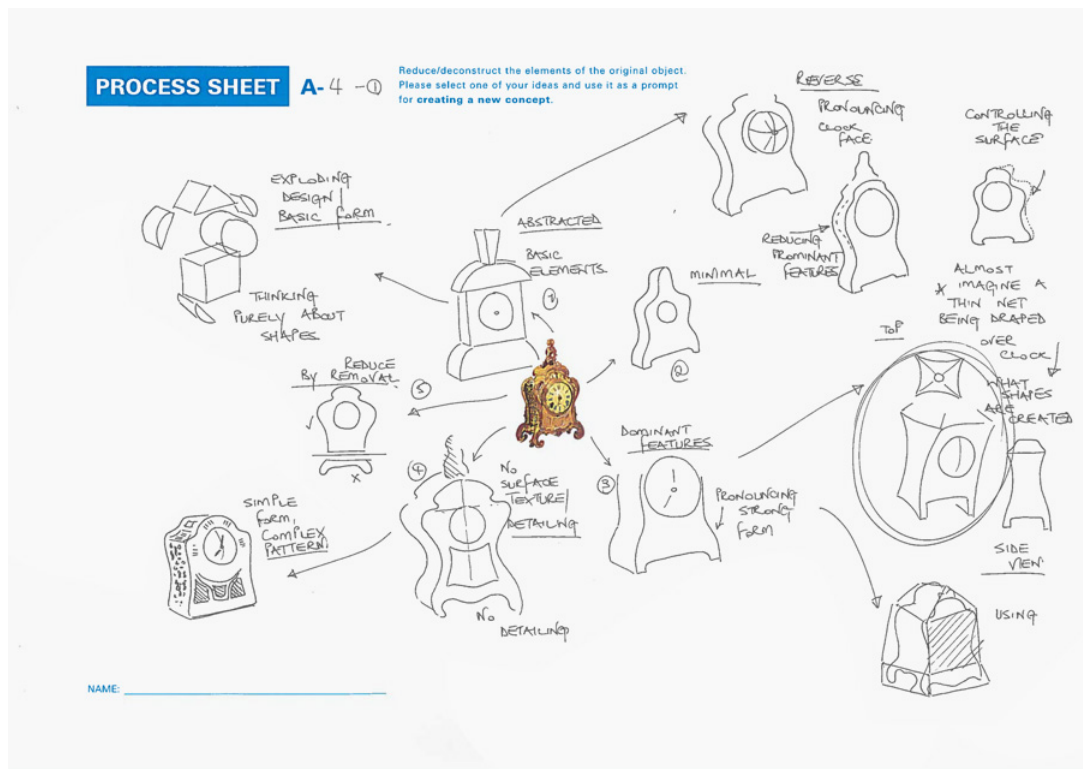 PROCESS SHEET A-4-①
Reduce/deconstruct the elements of the original object.
Please select one of your ideas and use it as a prompt
for creating a new concept.
REVERSE
PRONOUNCING
CLOCK
FACE
CONTROLLING
THE
SURFACE
EXPLODING
DESIGN /
BASIC FORM
THINKING
PURELY ABOUT
SHAPES
ABSTRACTED
BASIC
ELEMENTS
①
REDUCING
PROMINANT
FEATURES
MINIMAL
②
ALMOST
* IMAGINE A
THIN NET
BEING DRAPED
OVER
CLOCK
WHAT
SHAPES
ARE
CREATED
TOP
REDUCE
BY REMOVAL
⑤
X
DOMINANT
FEATURES
③
PRONOUNCING
STRONG
FORM
④
NO
SURFACE
TEXTURE/
DETAILING
NO
DETAILING
SIMPLE
FORM,
COMPLEX
PATTERN
SIDE
VIEW
USING
NAME: